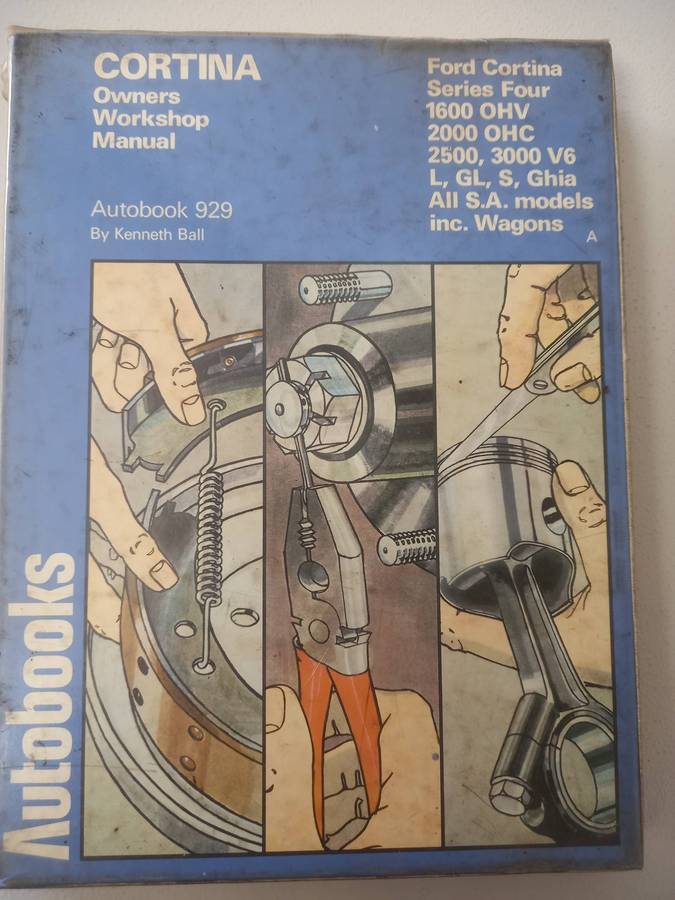 CORTINA
Owners
Workshop
Manual
Autobook 929
By Kenneth Ball
Ford Cortina
Series Four
1600 OHV
2000 OHC
2500, 3000 V6
L, GL, S, Ghia
All S.A. models
inc. Wagons
A
Autobooks